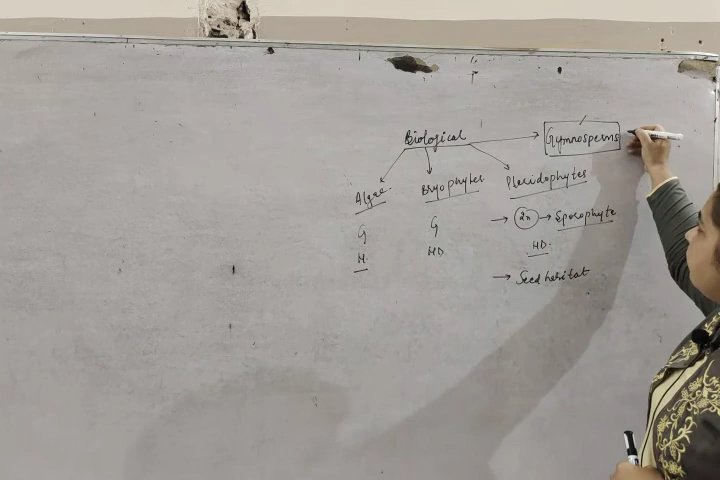 Biological
Gymnosperms
Algae.
Bryophytes
Pteridophytes
G
G
→ 2n → Sporophyte
H.
HD
HD.
→ Seed habitat